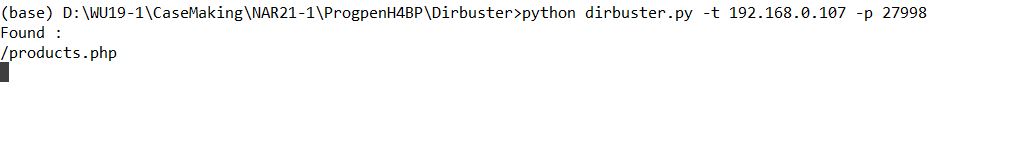 (base) D:\WU19-1\CaseMaking\NAR21-1\ProgpenH4BP\Dirbuster>python dirbuster.py -t 192.168.0.107 -p 27998
Found :
/products.php